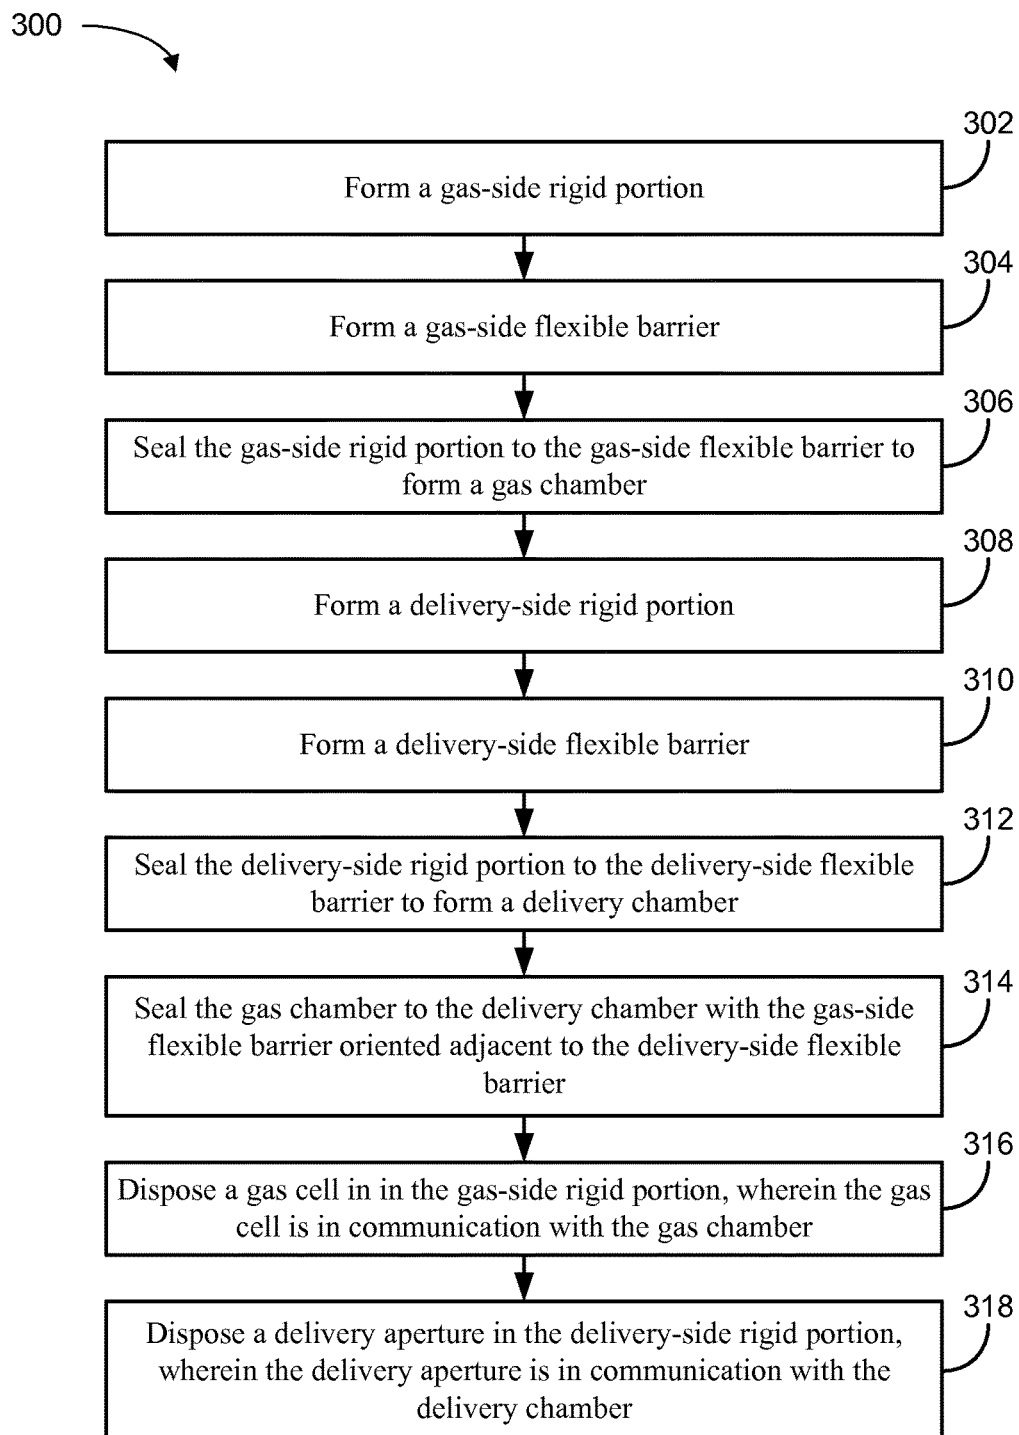 300
302
Form a gas-side rigid portion
304
Form a gas-side flexible barrier
306
Seal the gas-side rigid portion to the gas-side flexible barrier to
form a gas chamber
308
Form a delivery-side rigid portion
310
Form a delivery-side flexible barrier
312
Seal the delivery-side rigid portion to the delivery-side flexible
barrier to form a delivery chamber
314
Seal the gas chamber to the delivery chamber with the gas-side
flexible barrier oriented adjacent to the delivery-side flexible
barrier
316
Dispose a gas cell in in the gas-side rigid portion, wherein the gas
cell is in communication with the gas chamber
318
Dispose a delivery aperture in the delivery-side rigid portion,
wherein the delivery aperture is in communication with the
delivery chamber